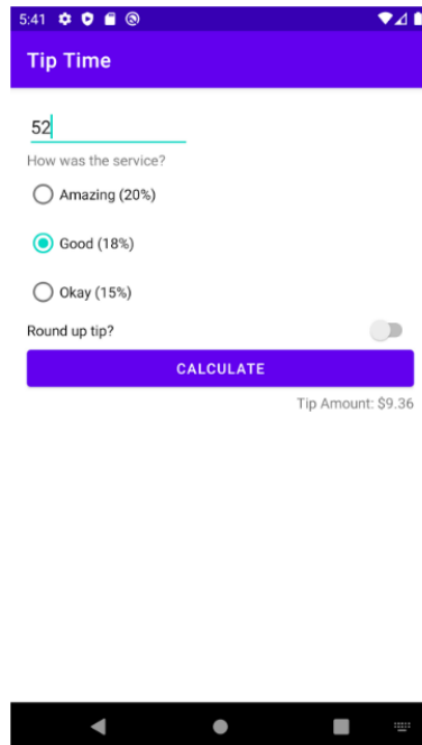 5:41
Tip Time
52
How was the service?
Amazing (20%)
Good (18%)
Okay (15%)
Round up tip?
CALCULATE
Tip Amount: $9.36